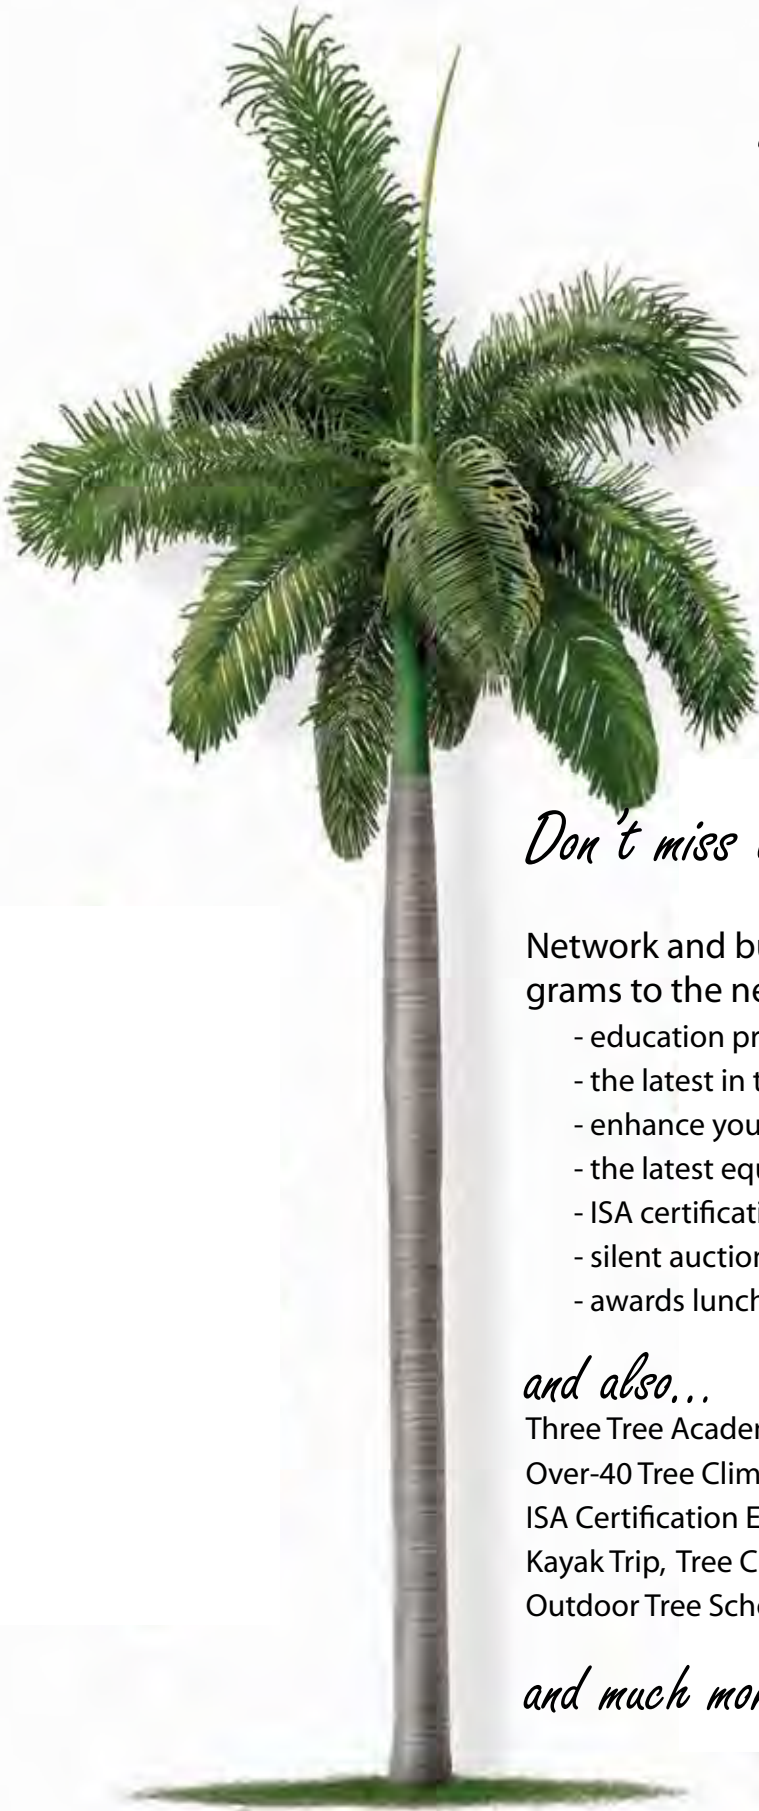 Don't miss
Network and bu
grams to the ne
- education pr
- the latest in t
- enhance you
- the latest equ
- ISA certificati
- silent auction
- awards lunch
and also...
Three Tree Acade
Over-40 Tree Clim
ISA Certification E
Kayak Trip, Tree C
Outdoor Tree Scho
and much mor